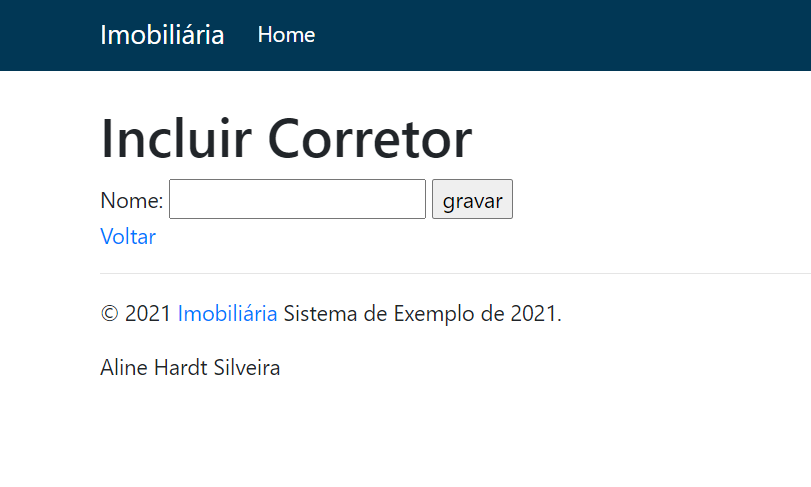 Imobiliária Home
Incluir Corretor
Nome: gravar
Voltar
© 2021 Imobiliária Sistema de Exemplo de 2021.
Aline Hardt Silveira